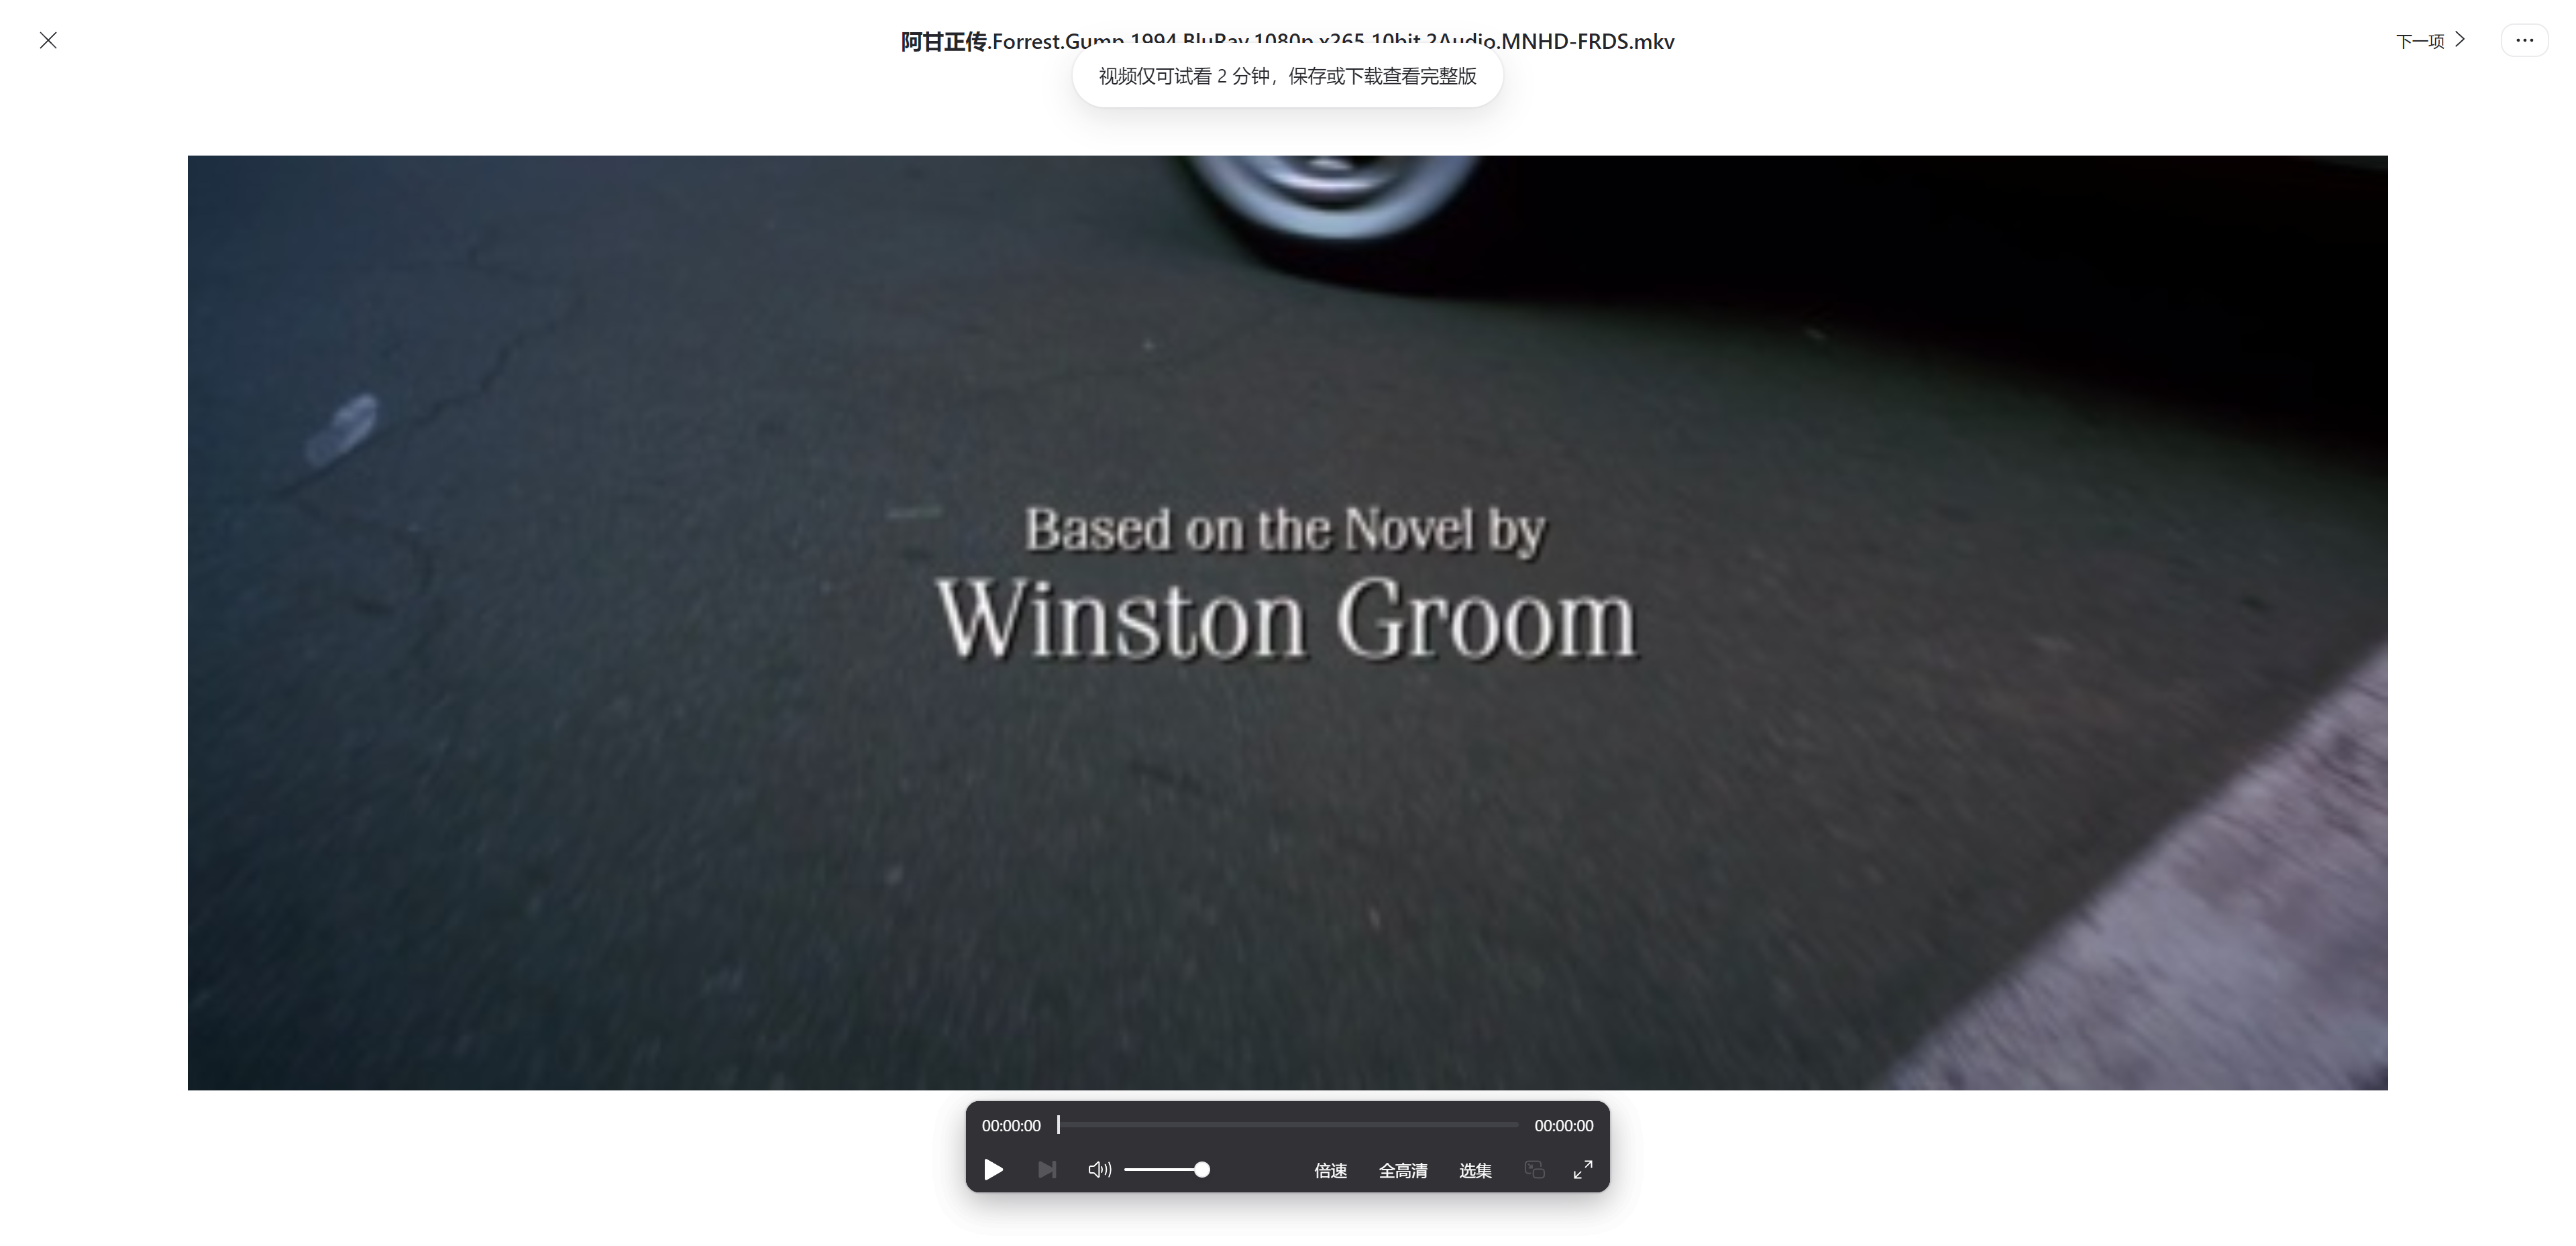 阿甘正传.Forrest.Gump.1994.BluRay.1080p.x265.10bit.2Audio.MNHD-FRDS.mkv
下一项
视频仅可试看 2 分钟，保存或下载查看完整版
Based on the Novel by
Winston Groom
00:00:00 00:00:00
倍速 全高清 选集